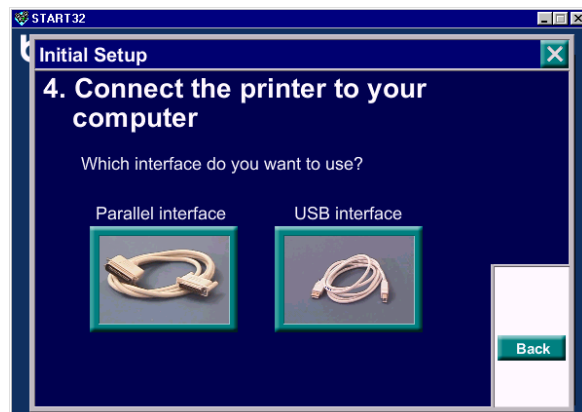 START32
Initial Setup
4. Connect the printer to your
computer
Which interface do you want to use?
Parallel interface
USB interface
Back